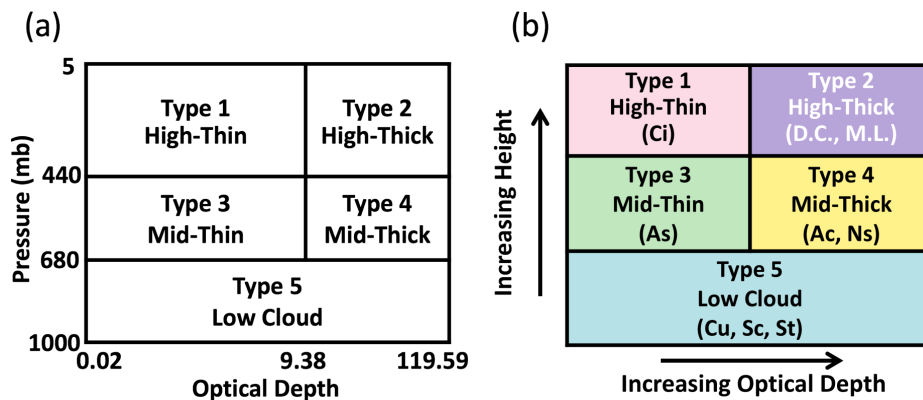 (a)
5
440
680
1000
Pressure (mb)
Type 1
High-Thin
Type 2
High-Thick
Type 3
Mid-Thin
Type 4
Mid-Thick
Type 5
Low Cloud
0.02
9.38
119.59
Optical Depth
(b)
Increasing Height
Type 1
High-Thin
(Ci)
Type 2
High-Thick
(D.C., M.L.)
Type 3
Mid-Thin
(As)
Type 4
Mid-Thick
(Ac, Ns)
Type 5
Low Cloud
(Cu, Sc, St)
Increasing Optical Depth